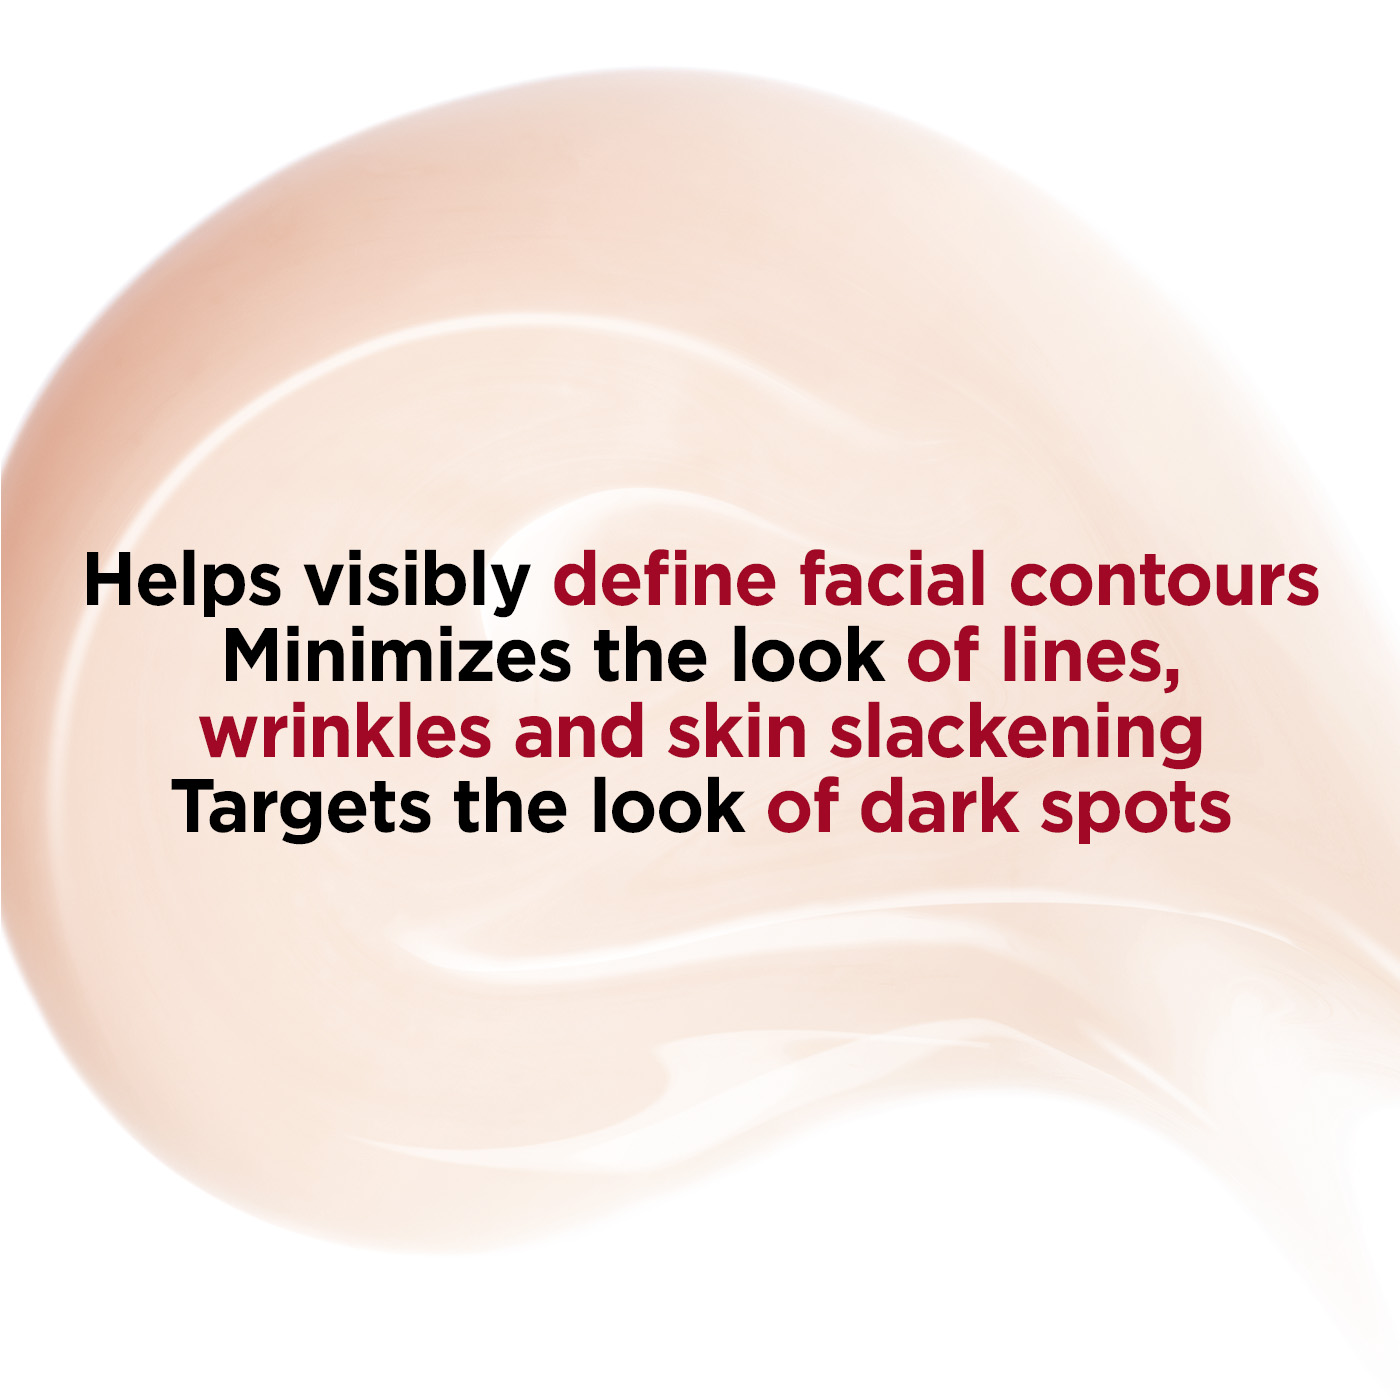 Helps visibly define facial contours
Minimizes the look of lines,
wrinkles and skin slackening
Targets the look of dark spots